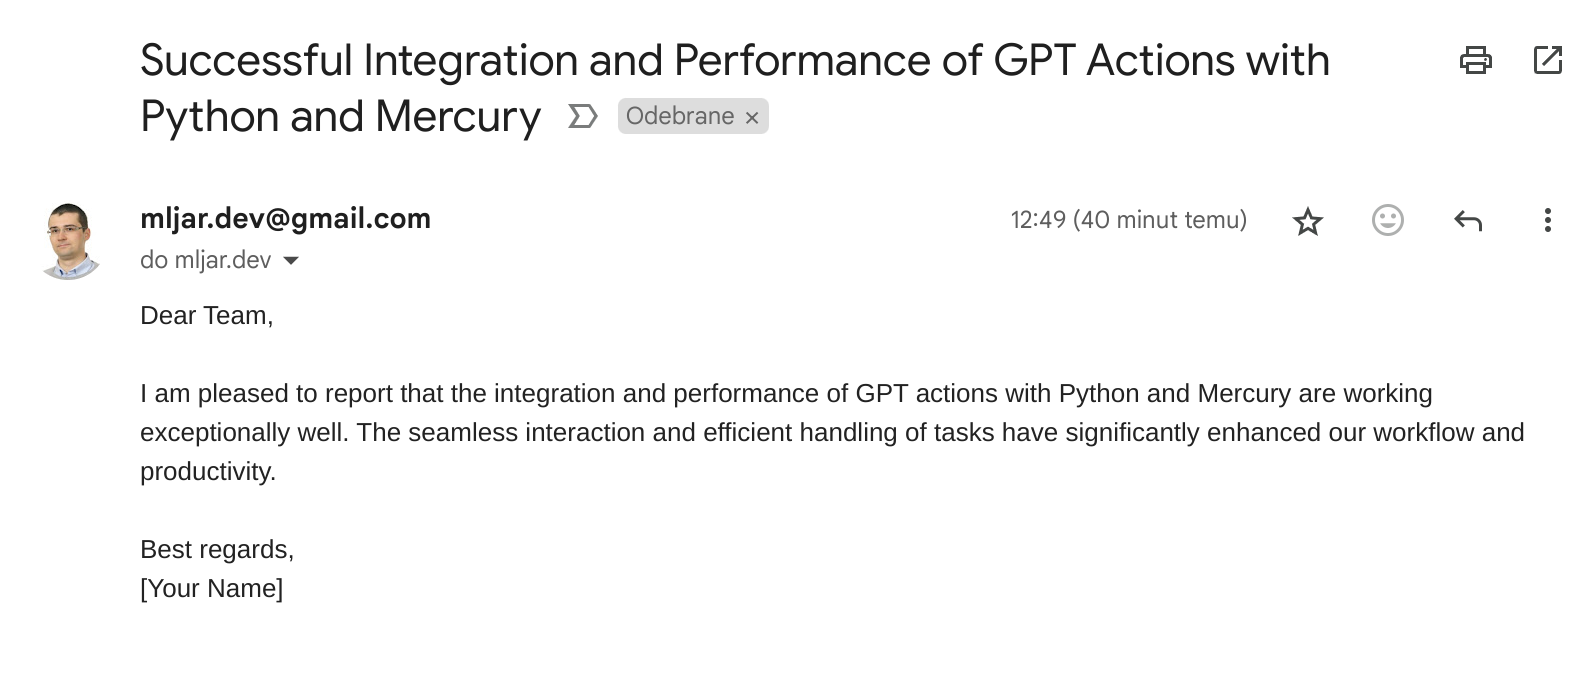 Successful Integration and Performance of GPT Actions with
Python and Mercury Odebrane ×
mljar.dev@gmail.com 12:49 (40 minut temu)
do mljar.dev
Dear Team,
I am pleased to report that the integration and performance of GPT actions with Python and Mercury are working
exceptionally well. The seamless interaction and efficient handling of tasks have significantly enhanced our workflow and
productivity.
Best regards,
[Your Name]